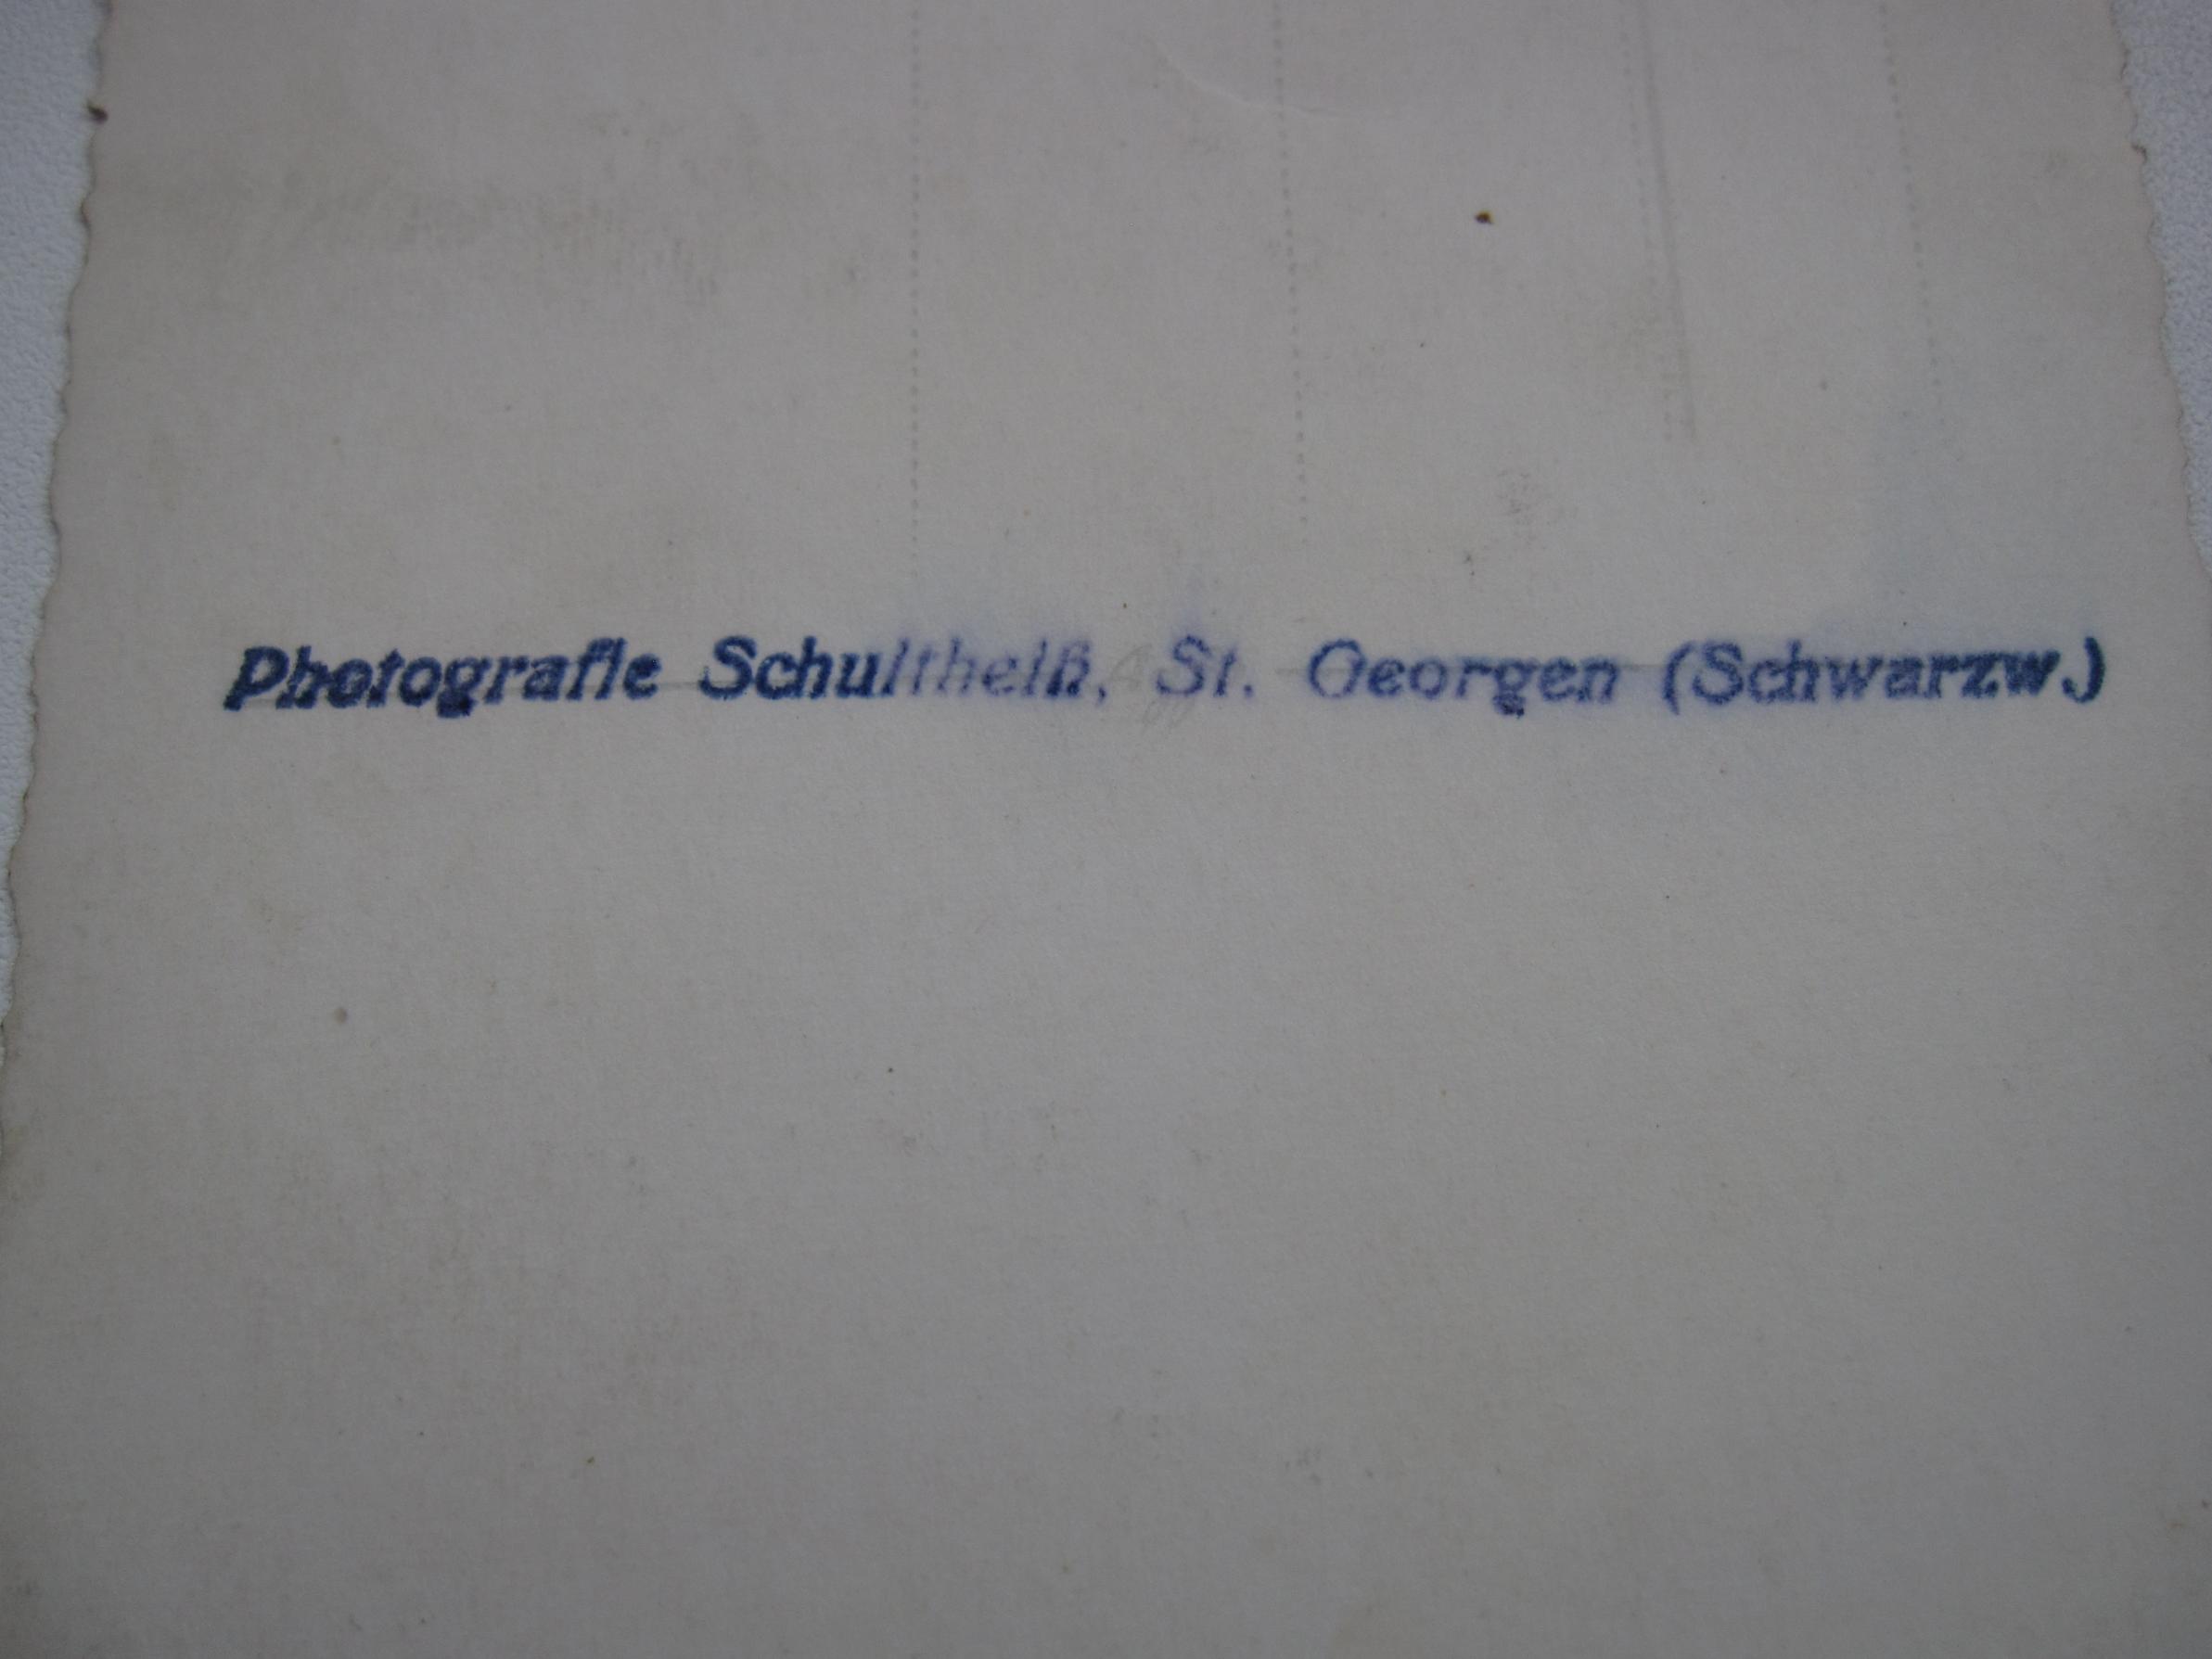 Photografie Schultheiß, St. Georgen (Schwarzw.)